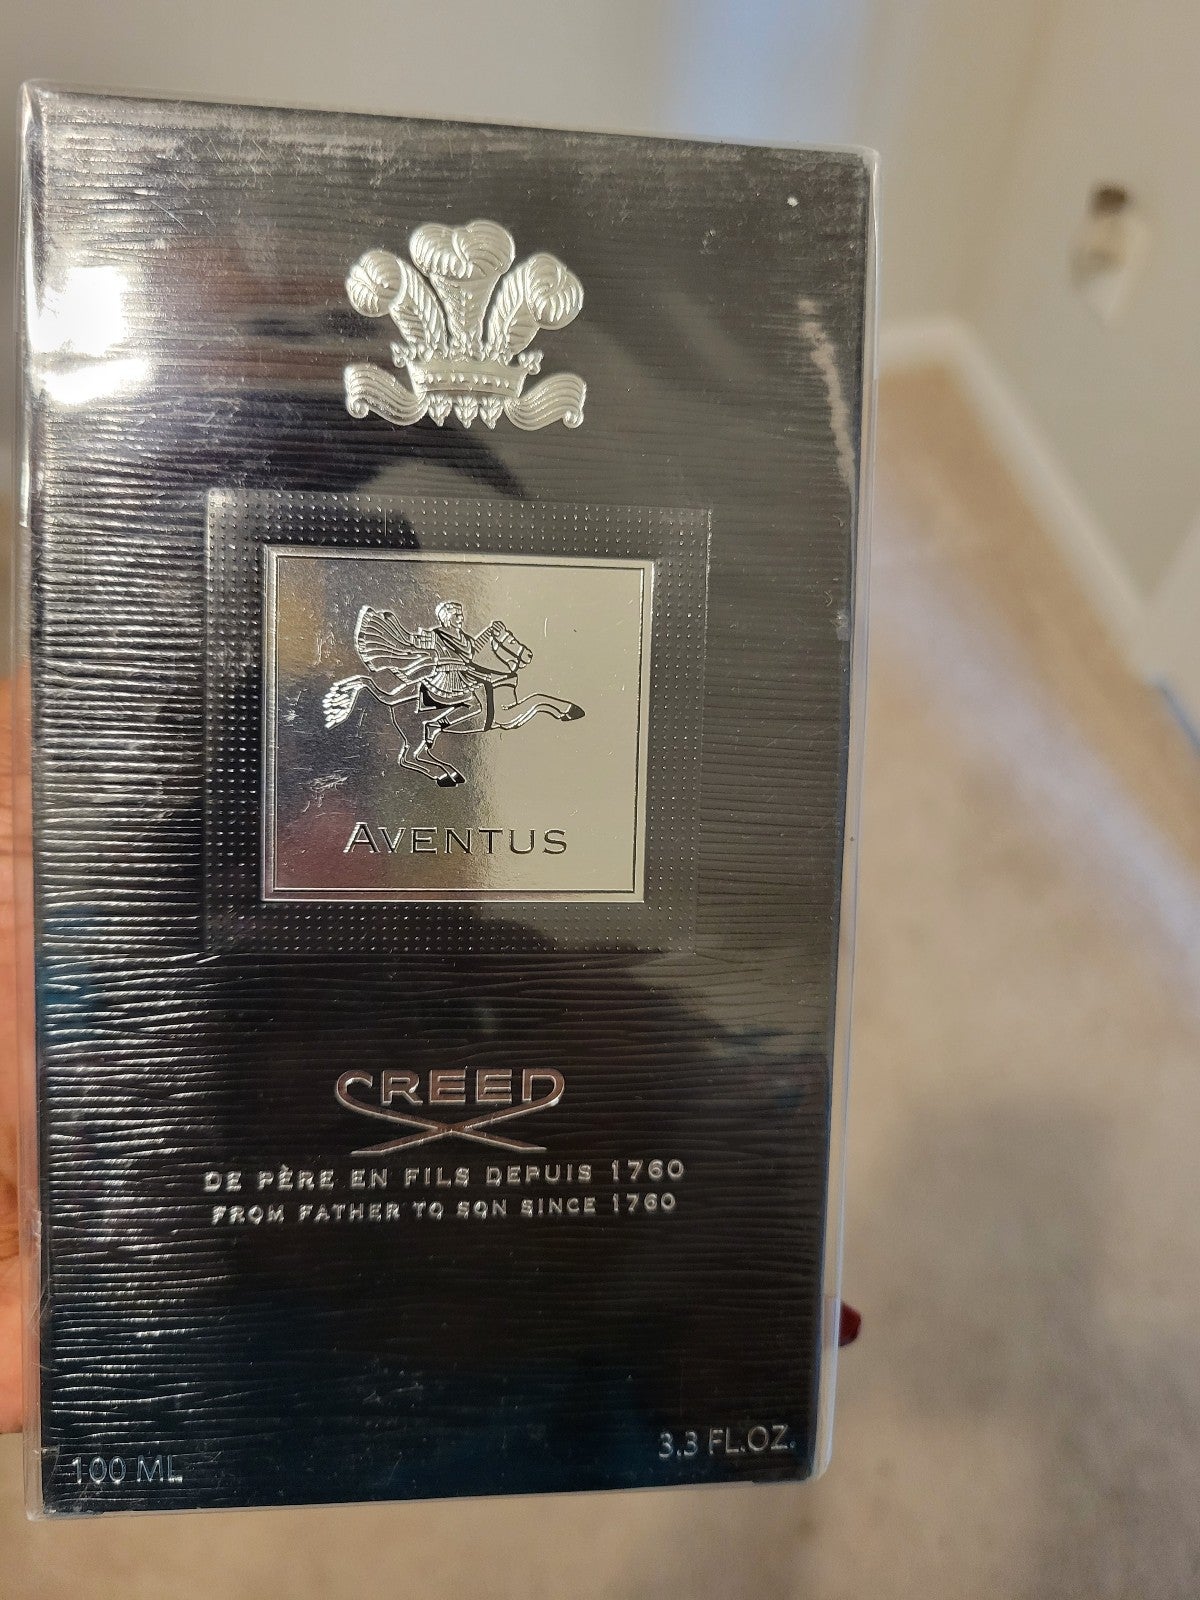 AVENTUS
CREED
DE PÈRE EN FILS DEPUIS 1760
FROM FATHER TO SON SINCE 1760
100 ML
3.3 FL.OZ.